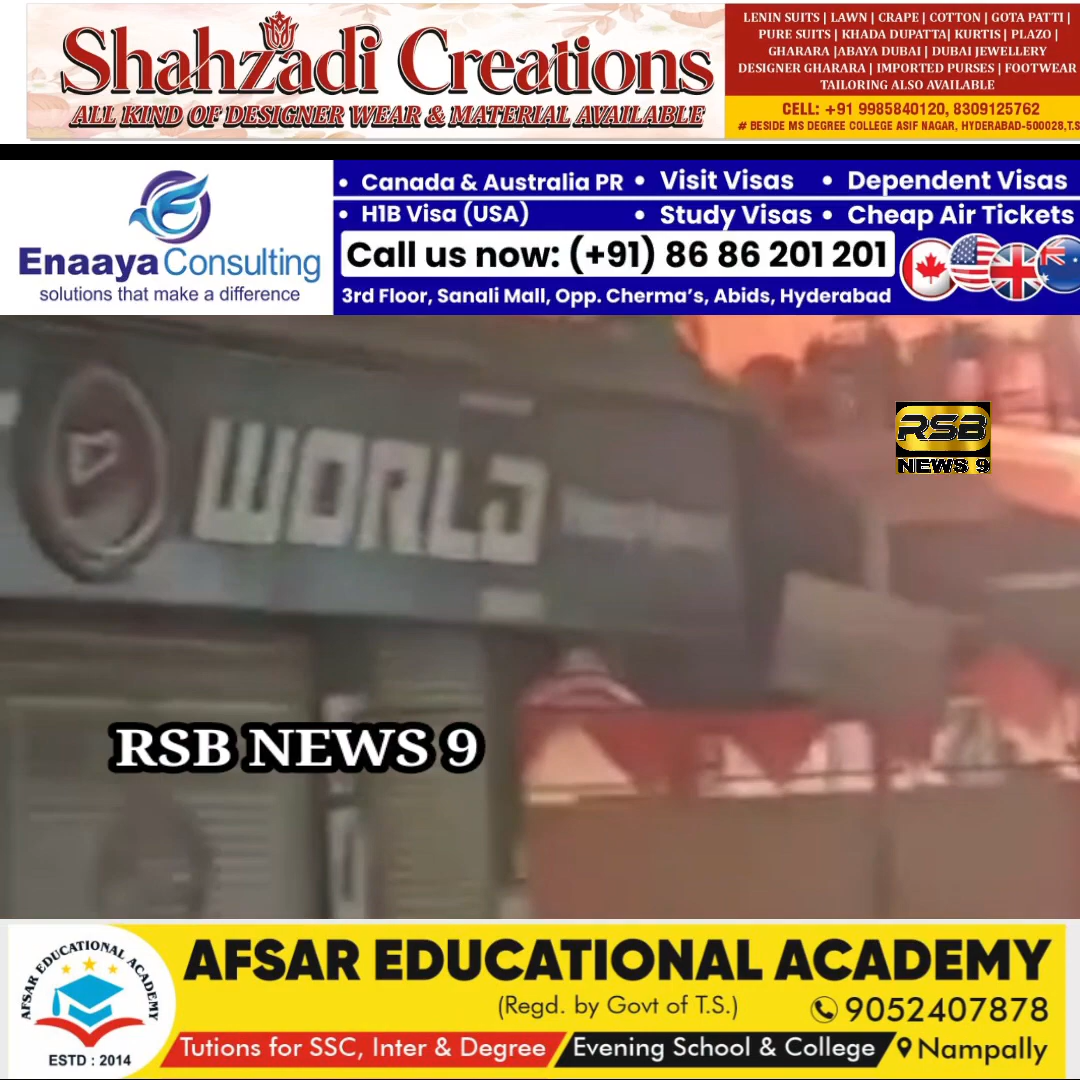 Shahzadi Creations
ALL KIND OF DESIGNER WEAR & MATERIAL AVAILABLE
LENIN SUITS | LAWN | CRAPE | COTTON | GOTA PATTI |
PURE SUITS | KHADA DUPATTA| KURTIS | PLAZO |
GHARARA |ABAYA DUBAI | DUBAI JEWELLERY
DESIGNER GHARARA | IMPORTED PURSES | FOOTWEAR
TAILORING ALSO AVAILABLE
CELL: +91 9985840120, 8309125762
# BESIDE MS DEGREE COLLEGE ASIF NAGAR, HYDERABAD-500028,T.S
Enaaya Consulting
solutions that make a difference
• Canada & Australia PR • Visit Visas • Dependent Visas
• H1B Visa (USA) • Study Visas • Cheap Air Tickets
Call us now: (+91) 86 86 201 201
3rd Floor, Sanali Mall, Opp. Cherma's, Abids, Hyderabad
RSB
NEWS 9
WORLD
RSB NEWS 9
AFSAR EDUCATIONAL ACADEMY
ESTD : 2014
AFSAR EDUCATIONAL ACADEMY
(Regd. by Govt of T.S.)
9052407878
Tutions for SSC, Inter & Degree
Evening School & College
Nampally